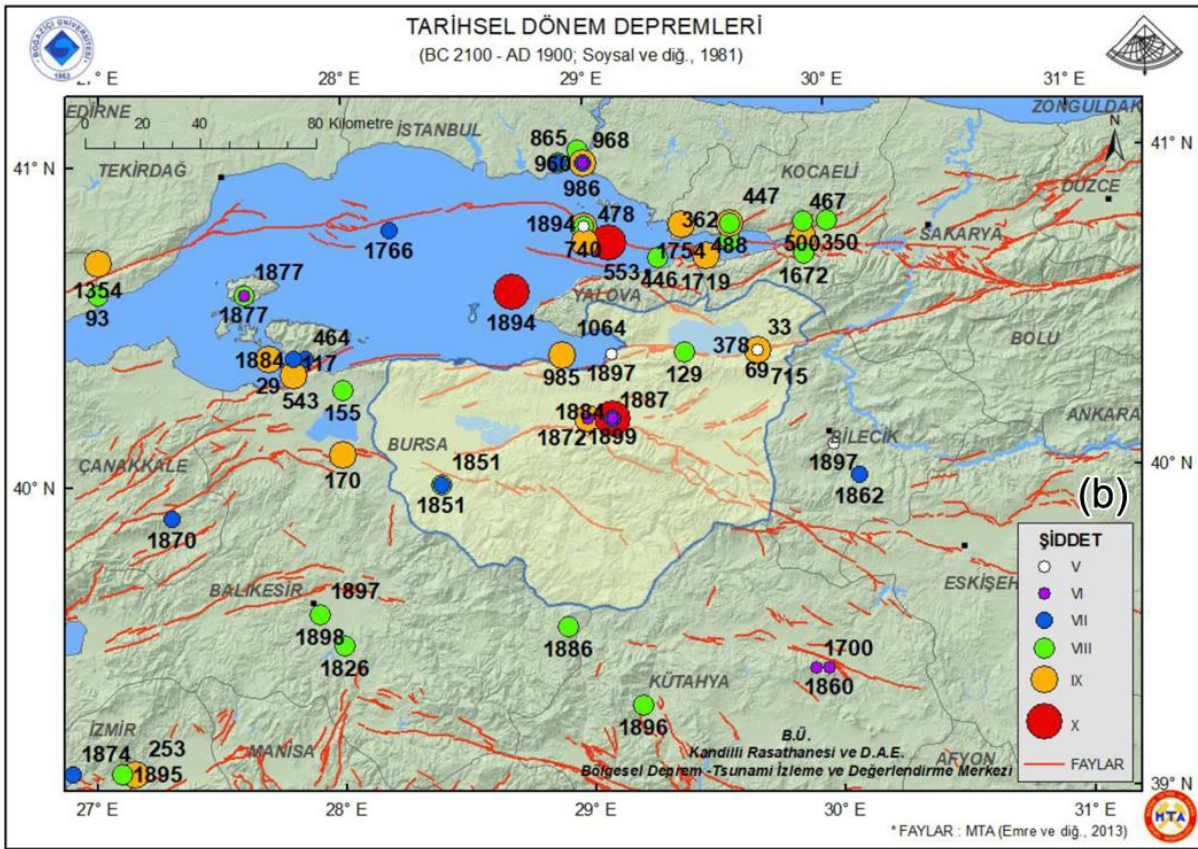 BOĞAZİÇİ ÜNİVERSİTESİ
1863
TARİHSEL DÖNEM DEPREMLERİ
(BC 2100 - AD 1900; Soysal ve diğ., 1981)
27° E 28° E 29° E 30° E 31° E
EDİRNE
ZONGULDAK
0 20 40 80 Kilometre
İSTANBUL
865 968
N
41° N
960
41° N
TEKİRDAĞ
986
KOCAELİ
DÜZCE
447 467
478
1894 362
SAKARYA
1766
740 1754 488 500 350
553 446 1719 1672
1877
1354
YALOVA
93
1877
1894
1064
33
BOLU
464
378
1884 117
985 1897 129 69 715
29
543
155
1884 1887
ANKARA
1872 1899
BİLECİK
BURSA
ÇANAKKALE
170
1851
1897
40° N
1851
1862
40° N
(b)
1870
ŞİDDET
V
BALIKESİR
1897
ESKİŞEH
VI
1898
VII
1886
1826
1700
VIII
KÜTAHYA
1860
IX
1896
X
İZMİR
B.Ü.
1874 253
MANİSA
Kandilli Rasathanesi ve D.A.E.
AFYON
1895
Bölgesel Deprem -Tsunami İzleme ve Değerlendirme Merkezi
FAYLAR
39° N
27° E 28° E 29° E 30° E 31° E
MTA
* FAYLAR : MTA (Emre ve diğ., 2013)